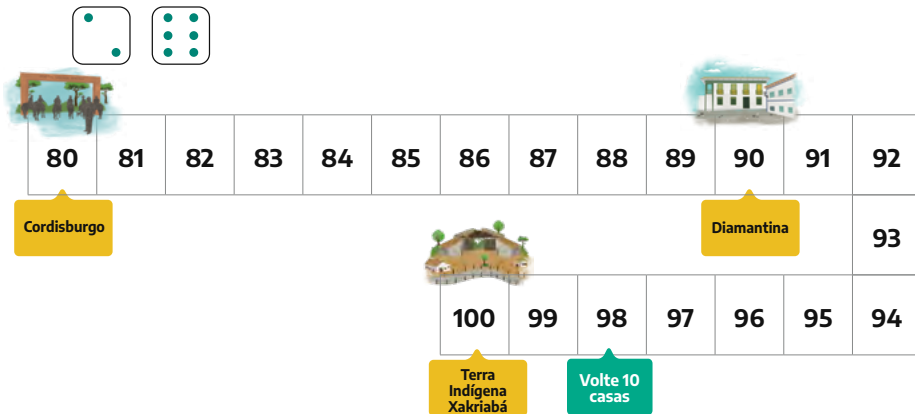 80 81 82 83 84 85 86 87 88 89 90 91 92
Cordisburgo
Diamantina
93
100 99 98 97 96 95 94
Terra
Indígena
Xakriabá
Volte 10
casas